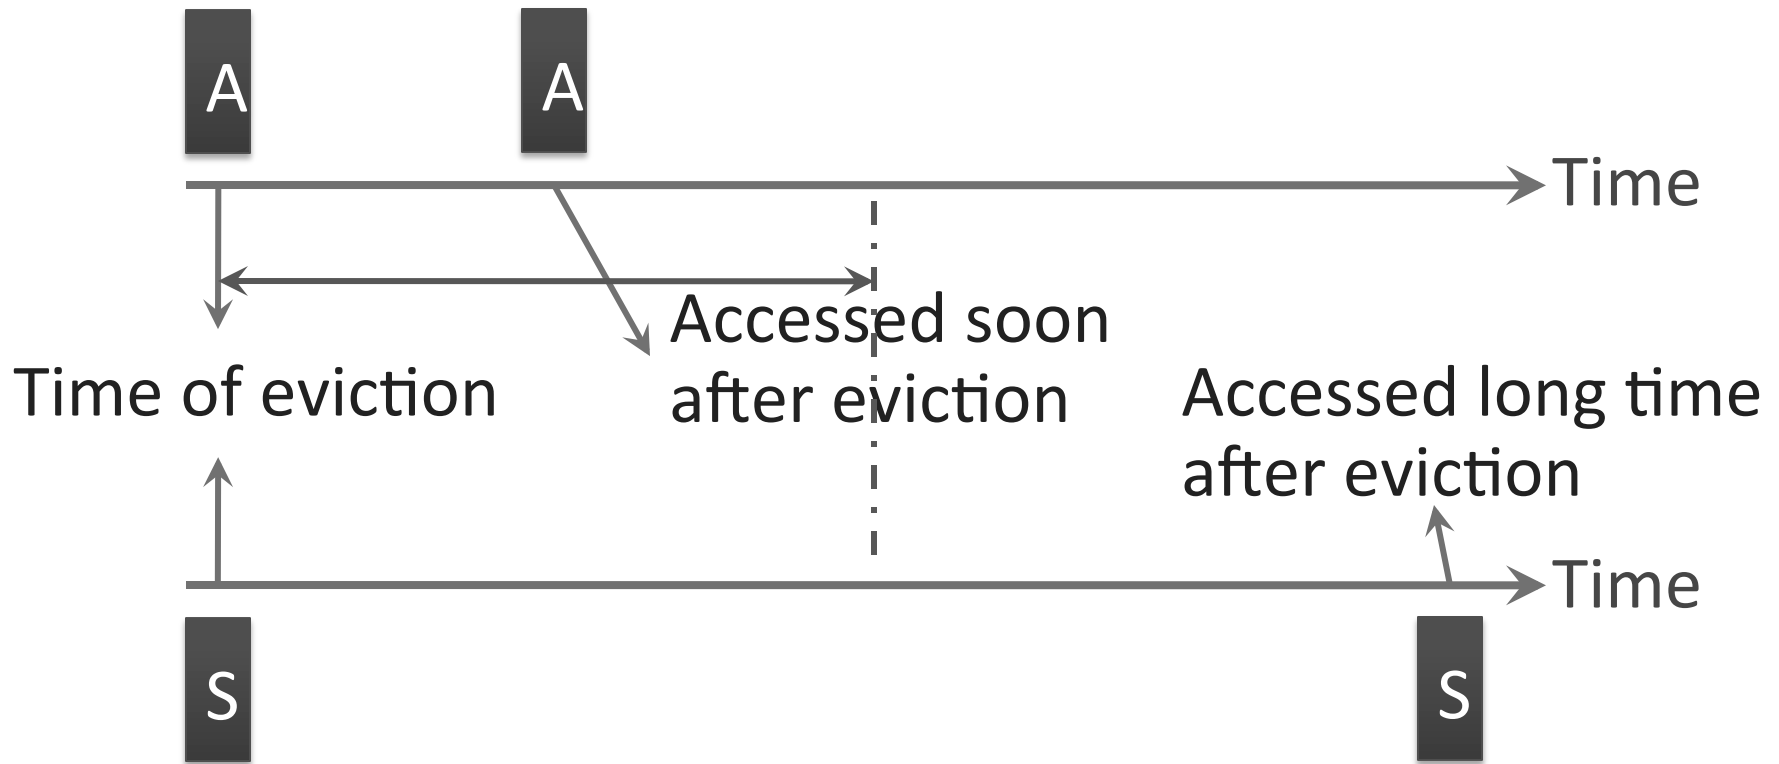 A
A
Time
Accessed soon
after eviction
Time of eviction
Accessed long time
after eviction
Time
S
S